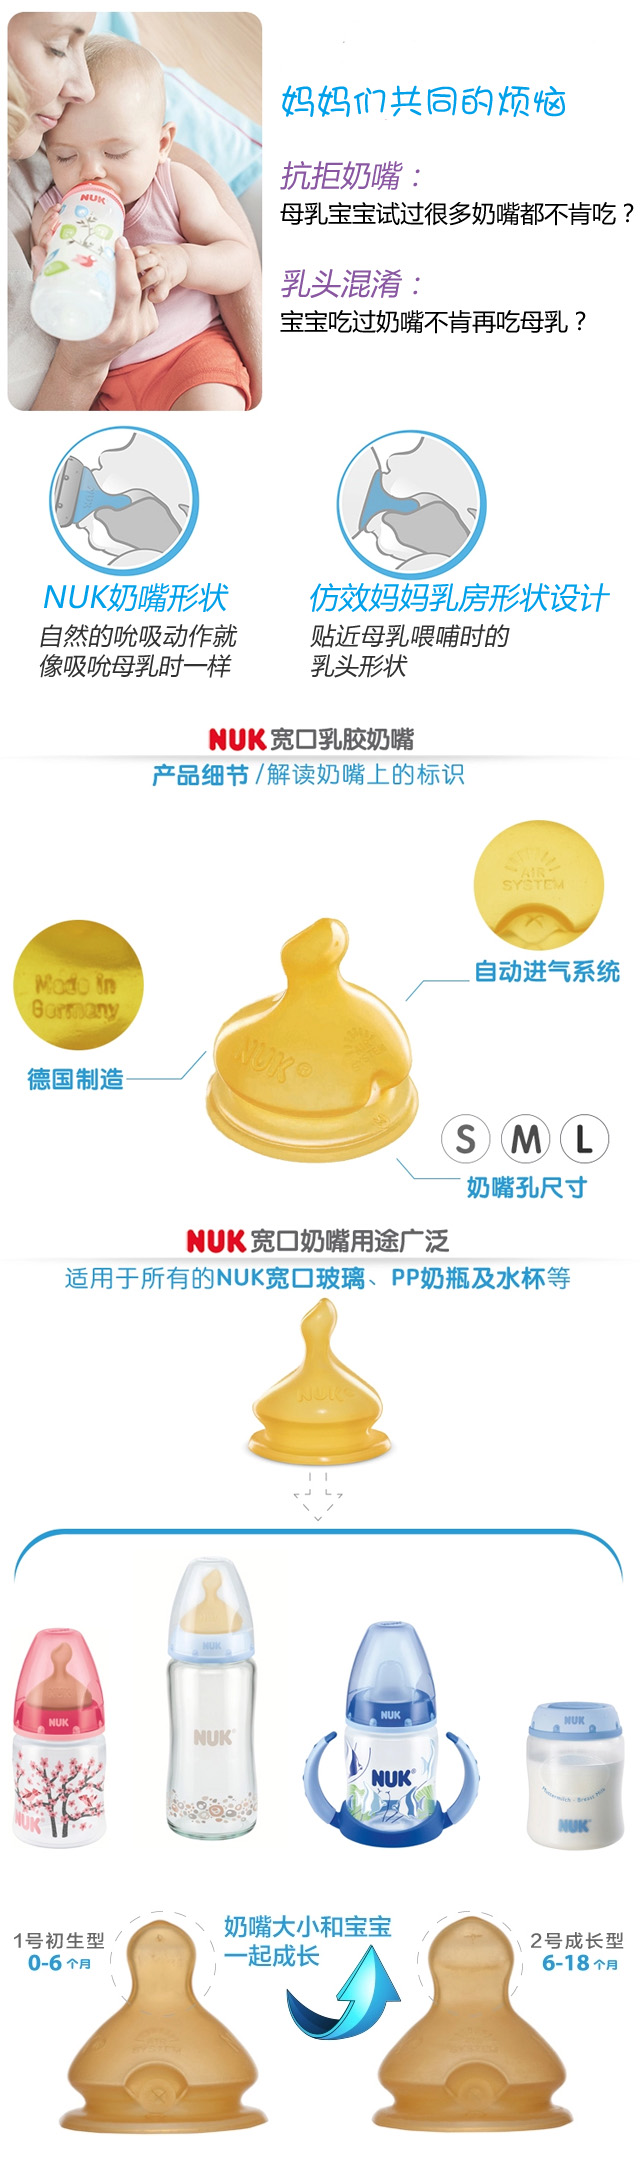 NUK
妈妈们共同的烦恼
抗拒奶嘴：
母乳宝宝试过很多奶嘴都不肯吃？
乳头混淆：
宝宝吃过奶嘴不肯再吃母乳？
NUK
NUK奶嘴形状
自然的吮吸动作就
像吸吮母乳时一样
仿效妈妈乳房形状设计
贴近母乳喂哺时的
乳头形状
NUK 宽口乳胶奶嘴
产品细节/解读奶嘴上的标识
AIR
SYSTEM
自动进气系统
Made in
Germany
德国制造
NUK®
S M L
奶嘴孔尺寸
NUK 宽口奶嘴用途广泛
适用于所有的NUK宽口玻璃、PP奶瓶及水杯等
NUK
NUK
NUK
NUK
NUK®
NUK
NUK®
NUK
NUK
NUK
1号初生型
0-6 个月
奶嘴大小和宝宝
一起成长
2号成长型
6-18 个月